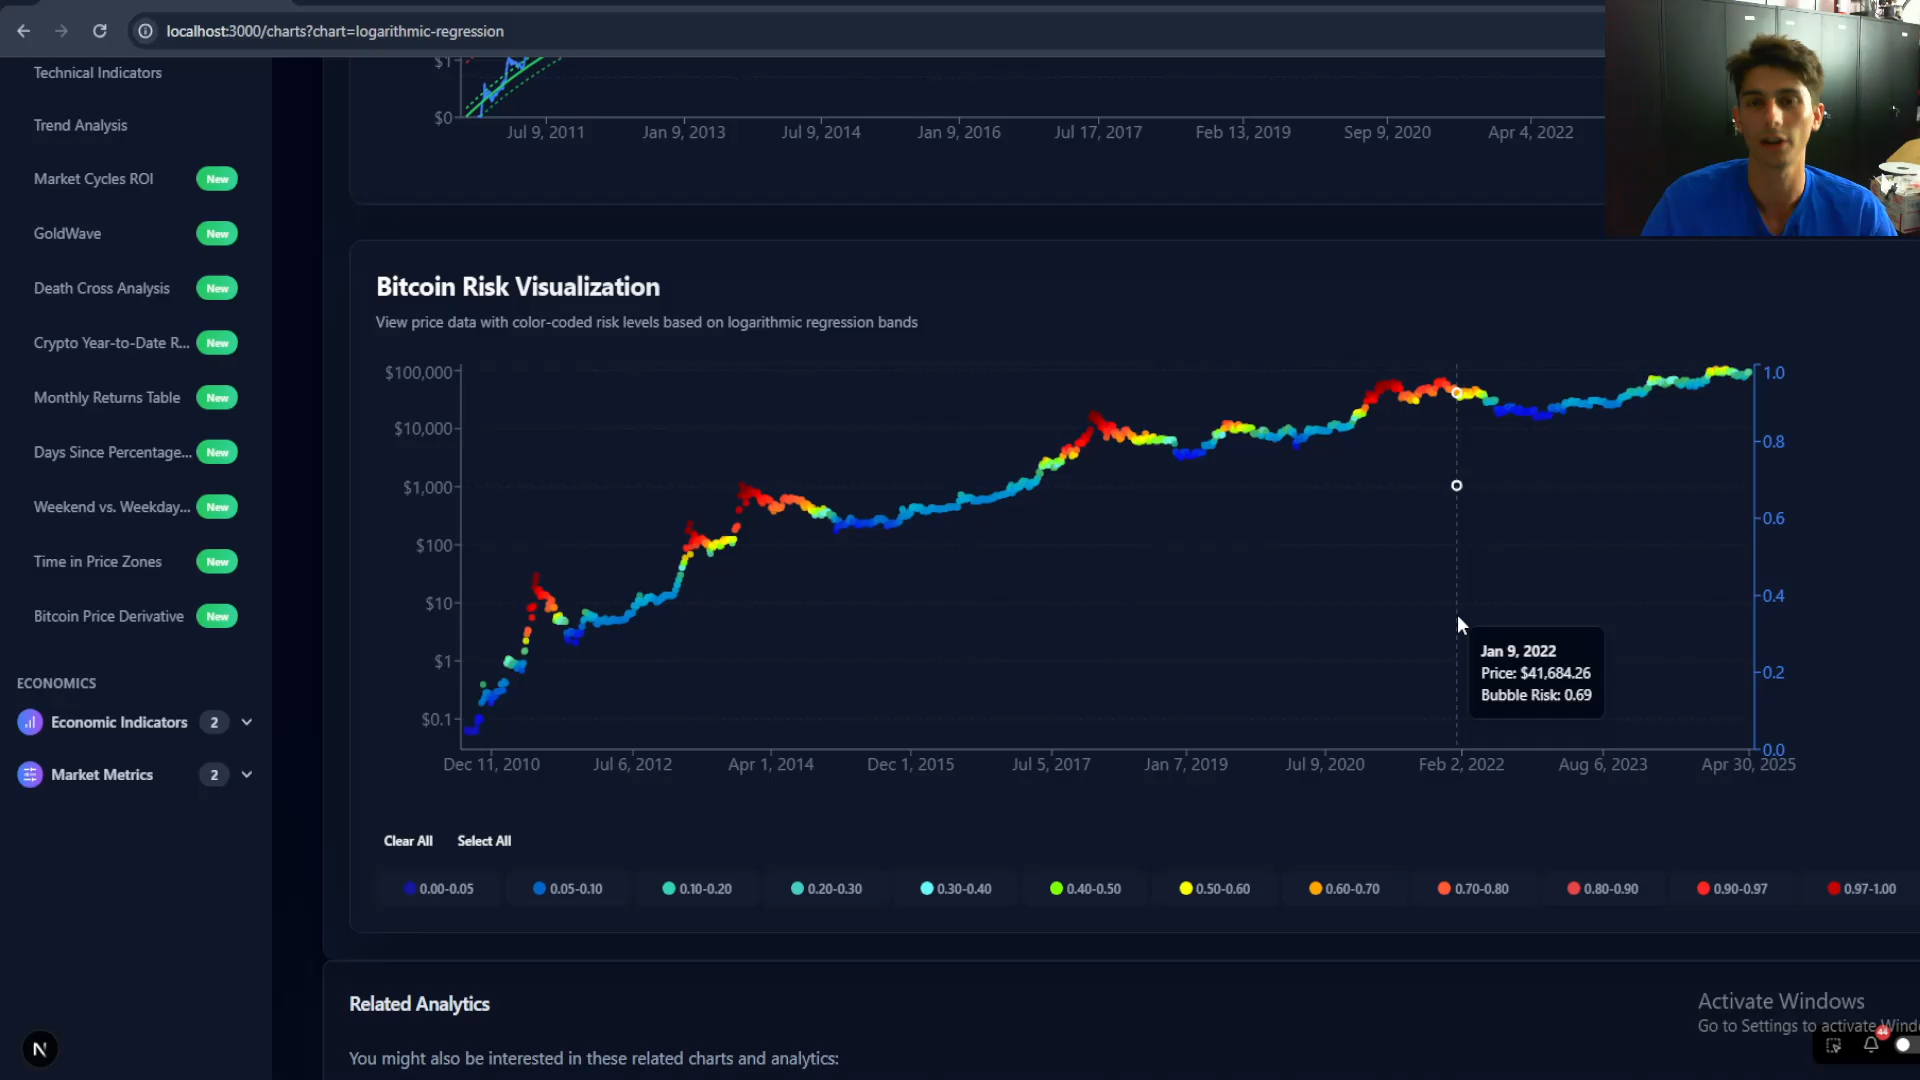 localhost:3000/charts?chart=logarithmic-regression
Technical Indicators
Trend Analysis
Market Cycles ROI New
GoldWave New
Death Cross Analysis New
Crypto Year-to-Date R... New
Monthly Returns Table New
Days Since Percentage... New
Weekend vs. Weekday... New
Time in Price Zones New
Bitcoin Price Derivative New
ECONOMICS
Economic Indicators 2
Market Metrics 2
N
$1
$0
Jul 9, 2011 Jan 9, 2013 Jul 9, 2014 Jan 9, 2016 Jul 17, 2017 Feb 13, 2019 Sep 9, 2020 Apr 4, 2022
Bitcoin Risk Visualization
View price data with color-coded risk levels based on logarithmic regression bands
$100,000
$10,000
$1,000
$100
$10
$1
$0.1
1.0
0.8
0.6
0.4
0.2
0.0
Jan 9, 2022
Price: $41,684.26
Bubble Risk: 0.69
Dec 11, 2010 Jul 6, 2012 Apr 1, 2014 Dec 1, 2015 Jul 5, 2017 Jan 7, 2019 Jul 9, 2020 Feb 2, 2022 Aug 6, 2023 Apr 30, 2025
Clear All Select All
0.00-0.05 0.05-0.10 0.10-0.20 0.20-0.30 0.30-0.40 0.40-0.50 0.50-0.60 0.60-0.70 0.70-0.80 0.80-0.90 0.90-0.97 0.97-1.00
Related Analytics
You might also be interested in these related charts and analytics:
Activate Windows
Go to Settings to activate Windo
44